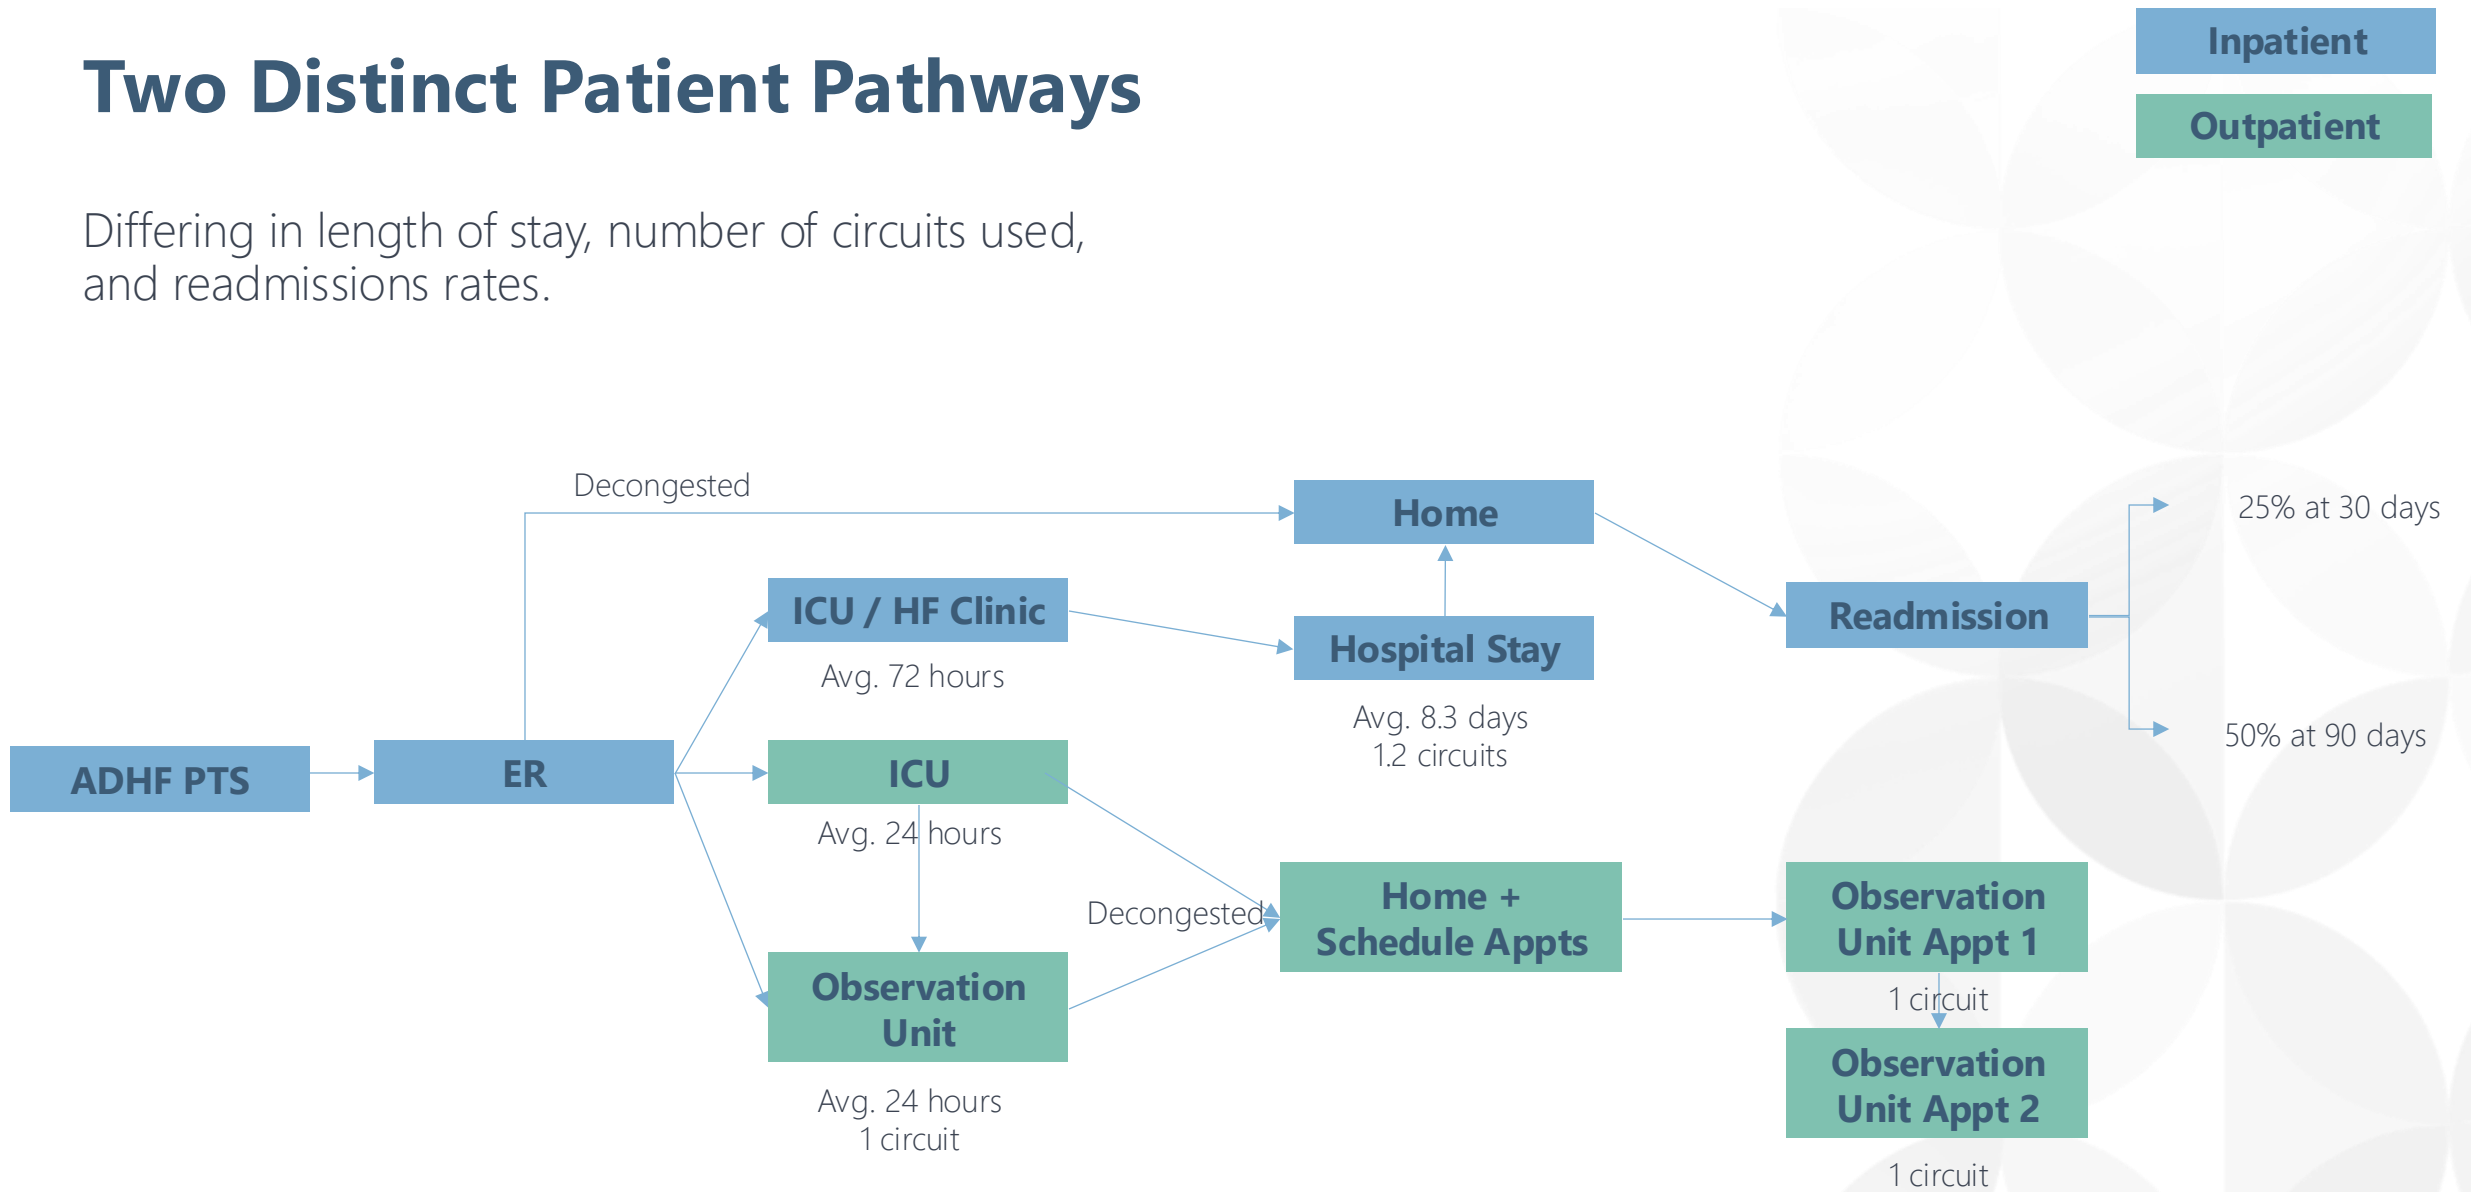 Two Distinct Patient Pathways
Inpatient
Outpatient
Differing in length of stay, number of circuits used,
and readmissions rates.
Decongested
Home
25% at 30 days
ICU / HF Clinic
Avg. 72 hours
Hospital Stay
Avg. 8.3 days
1.2 circuits
Readmission
50% at 90 days
ADHF PTS
ER
ICU
Avg. 24 hours
Decongested
Home +
Schedule Appts
Observation
Unit Appt 1
1 circuit
Observation
Unit
Avg. 24 hours
1 circuit
Observation
Unit Appt 2
1 circuit